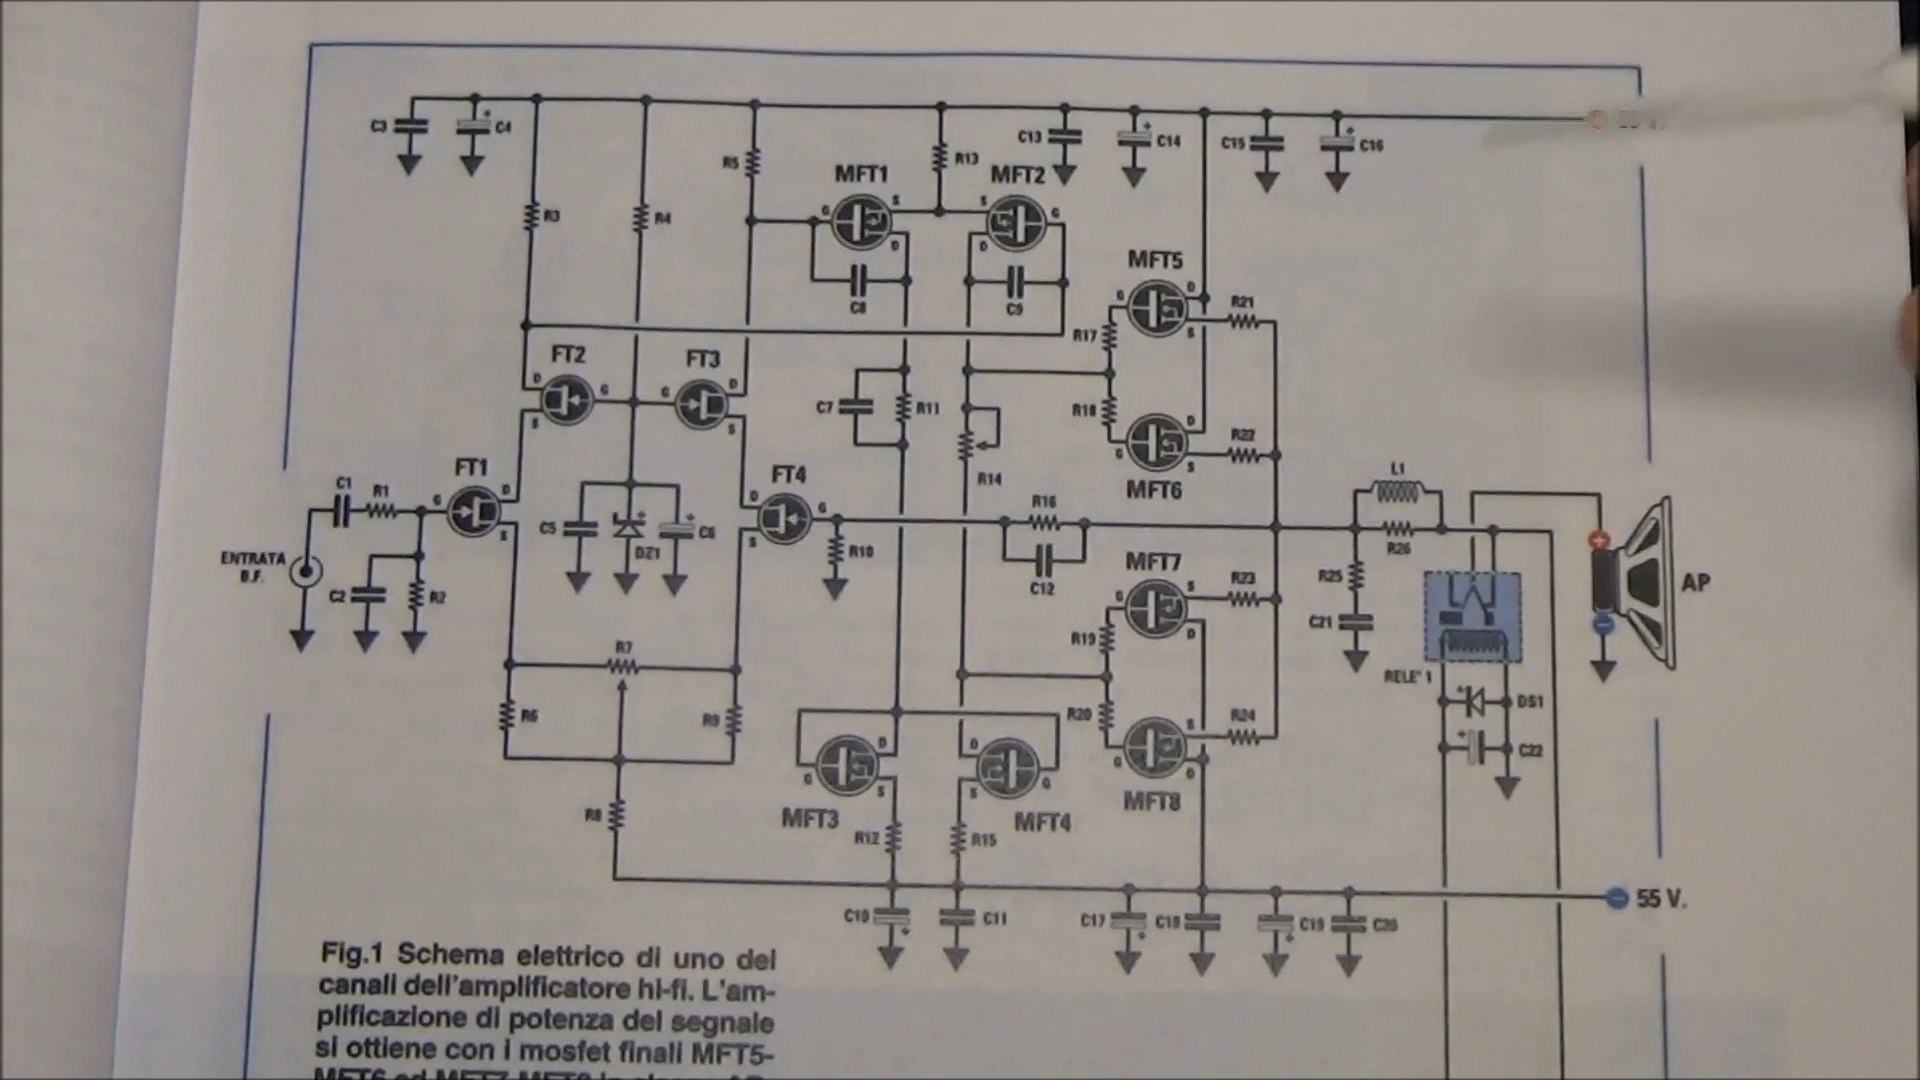 C3
C4
R3
R4
R5
MFT1
G
S
D
C8
R13
MFT2
S
G
D
C9
C13
C14
C15
C16
MFT5
G
D
S
R21
R17
R18
MFT6
G
D
S
R22
FT2
D
G
S
FT3
G
D
S
C7
R11
R14
FT1
G
D
S
C1
R1
ENTRATA
B.F.
C2
R2
C5
DZ1
C6
FT4
D
G
S
R10
R16
C12
MFT7
G
S
D
R23
R19
R20
MFT8
G
S
D
R24
L1
R26
R25
C21
RELE' 1
DS1
C22
AP
R7
R6
R9
R8
MFT3
G
D
S
R12
MFT4
D
G
S
R15
C10
C11
C17
C18
C19
C20
55 V.
Fig.1 Schema elettrico di uno dei
canali dell'amplificatore hi-fi. L'am-
plificazione di potenza del segnale
si ottiene con i mosfet finali MFT5-